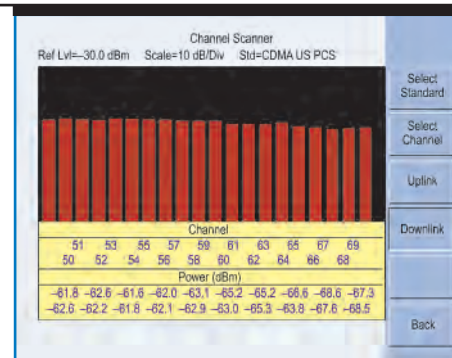 Channel Scanner
Ref Lvl=–30.0 dBm Scale=10 dB/Div Std=CDMA US PCS
Select
Standard
Select
Channel
Uplink
Downlink
Back
Channel
51 53 55 57 59 61 63 65 67 69
50 52 54 56 58 60 62 64 66 68
Power (dBm)
–61.8 –62.6 –61.6 –62.0 –63.1 –65.2 –65.2 –66.6 –68.6 –67.3
–62.6 –62.2 –61.8 –62.1 –62.9 –63.0 –65.3 –63.8 –67.6 –68.5